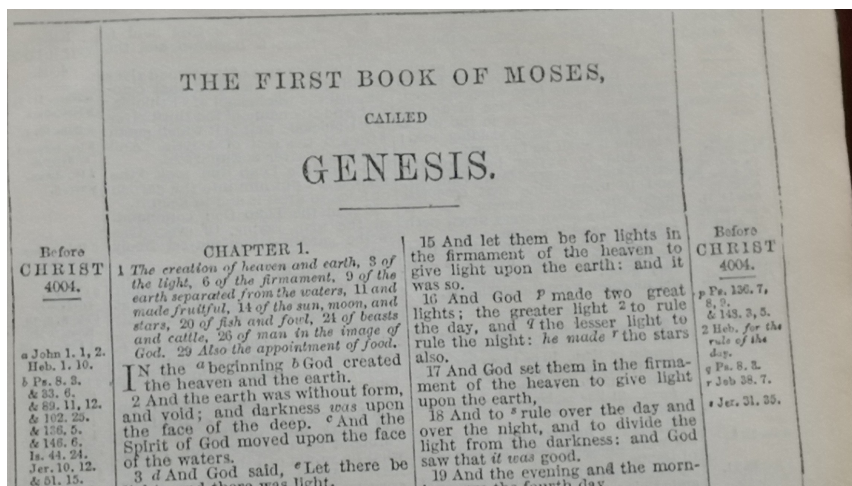 THE FIRST BOOK OF MOSES,
CALLED
GENESIS.
Before
CHRIST
4004.
a John 1. 1, 2.
Heb. 1. 10.
b Ps. 8. 3.
& 33. 6.
& 89. 11, 12.
& 102. 25.
& 136. 5.
& 146. 6.
Is. 44. 24.
Jer. 10. 12.
& 51. 15.
CHAPTER 1.
1 The creation of heaven and earth, 3 of
the light, 6 of the firmament, 9 of the
earth separated from the waters, 11 and
made fruitful, 14 of the sun, moon, and
stars, 20 of fish and fowl, 24 of beasts
and cattle, 26 of man in the image of
God. 29 Also the appointment of food.
IN the a beginning b God created
the heaven and the earth.
2 And the earth was without form,
and void; and darkness was upon
the face of the deep. c And the
Spirit of God moved upon the face
of the waters.
3 d And God said, e Let there be
there was light.
15 And let them be for lights in
the firmament of the heaven to
give light upon the earth: and it
was so.
16 And God p made two great
lights; the greater light 2 to rule
the day, and q the lesser light to
rule the night: he made r the stars
also.
17 And God set them in the firma-
ment of the heaven to give light
upon the earth,
18 And to s rule over the day and
over the night, and to divide the
light from the darkness: and God
saw that it was good.
19 And the evening and the morn-
the fourth day
Before
CHRIST
4004.
p Ps. 136. 7,
8, 9.
& 148. 3, 5.
2 Heb. for the
rule of the
day.
q Ps. 8. 3.
r Job 38. 7.
s Jer. 31. 35.